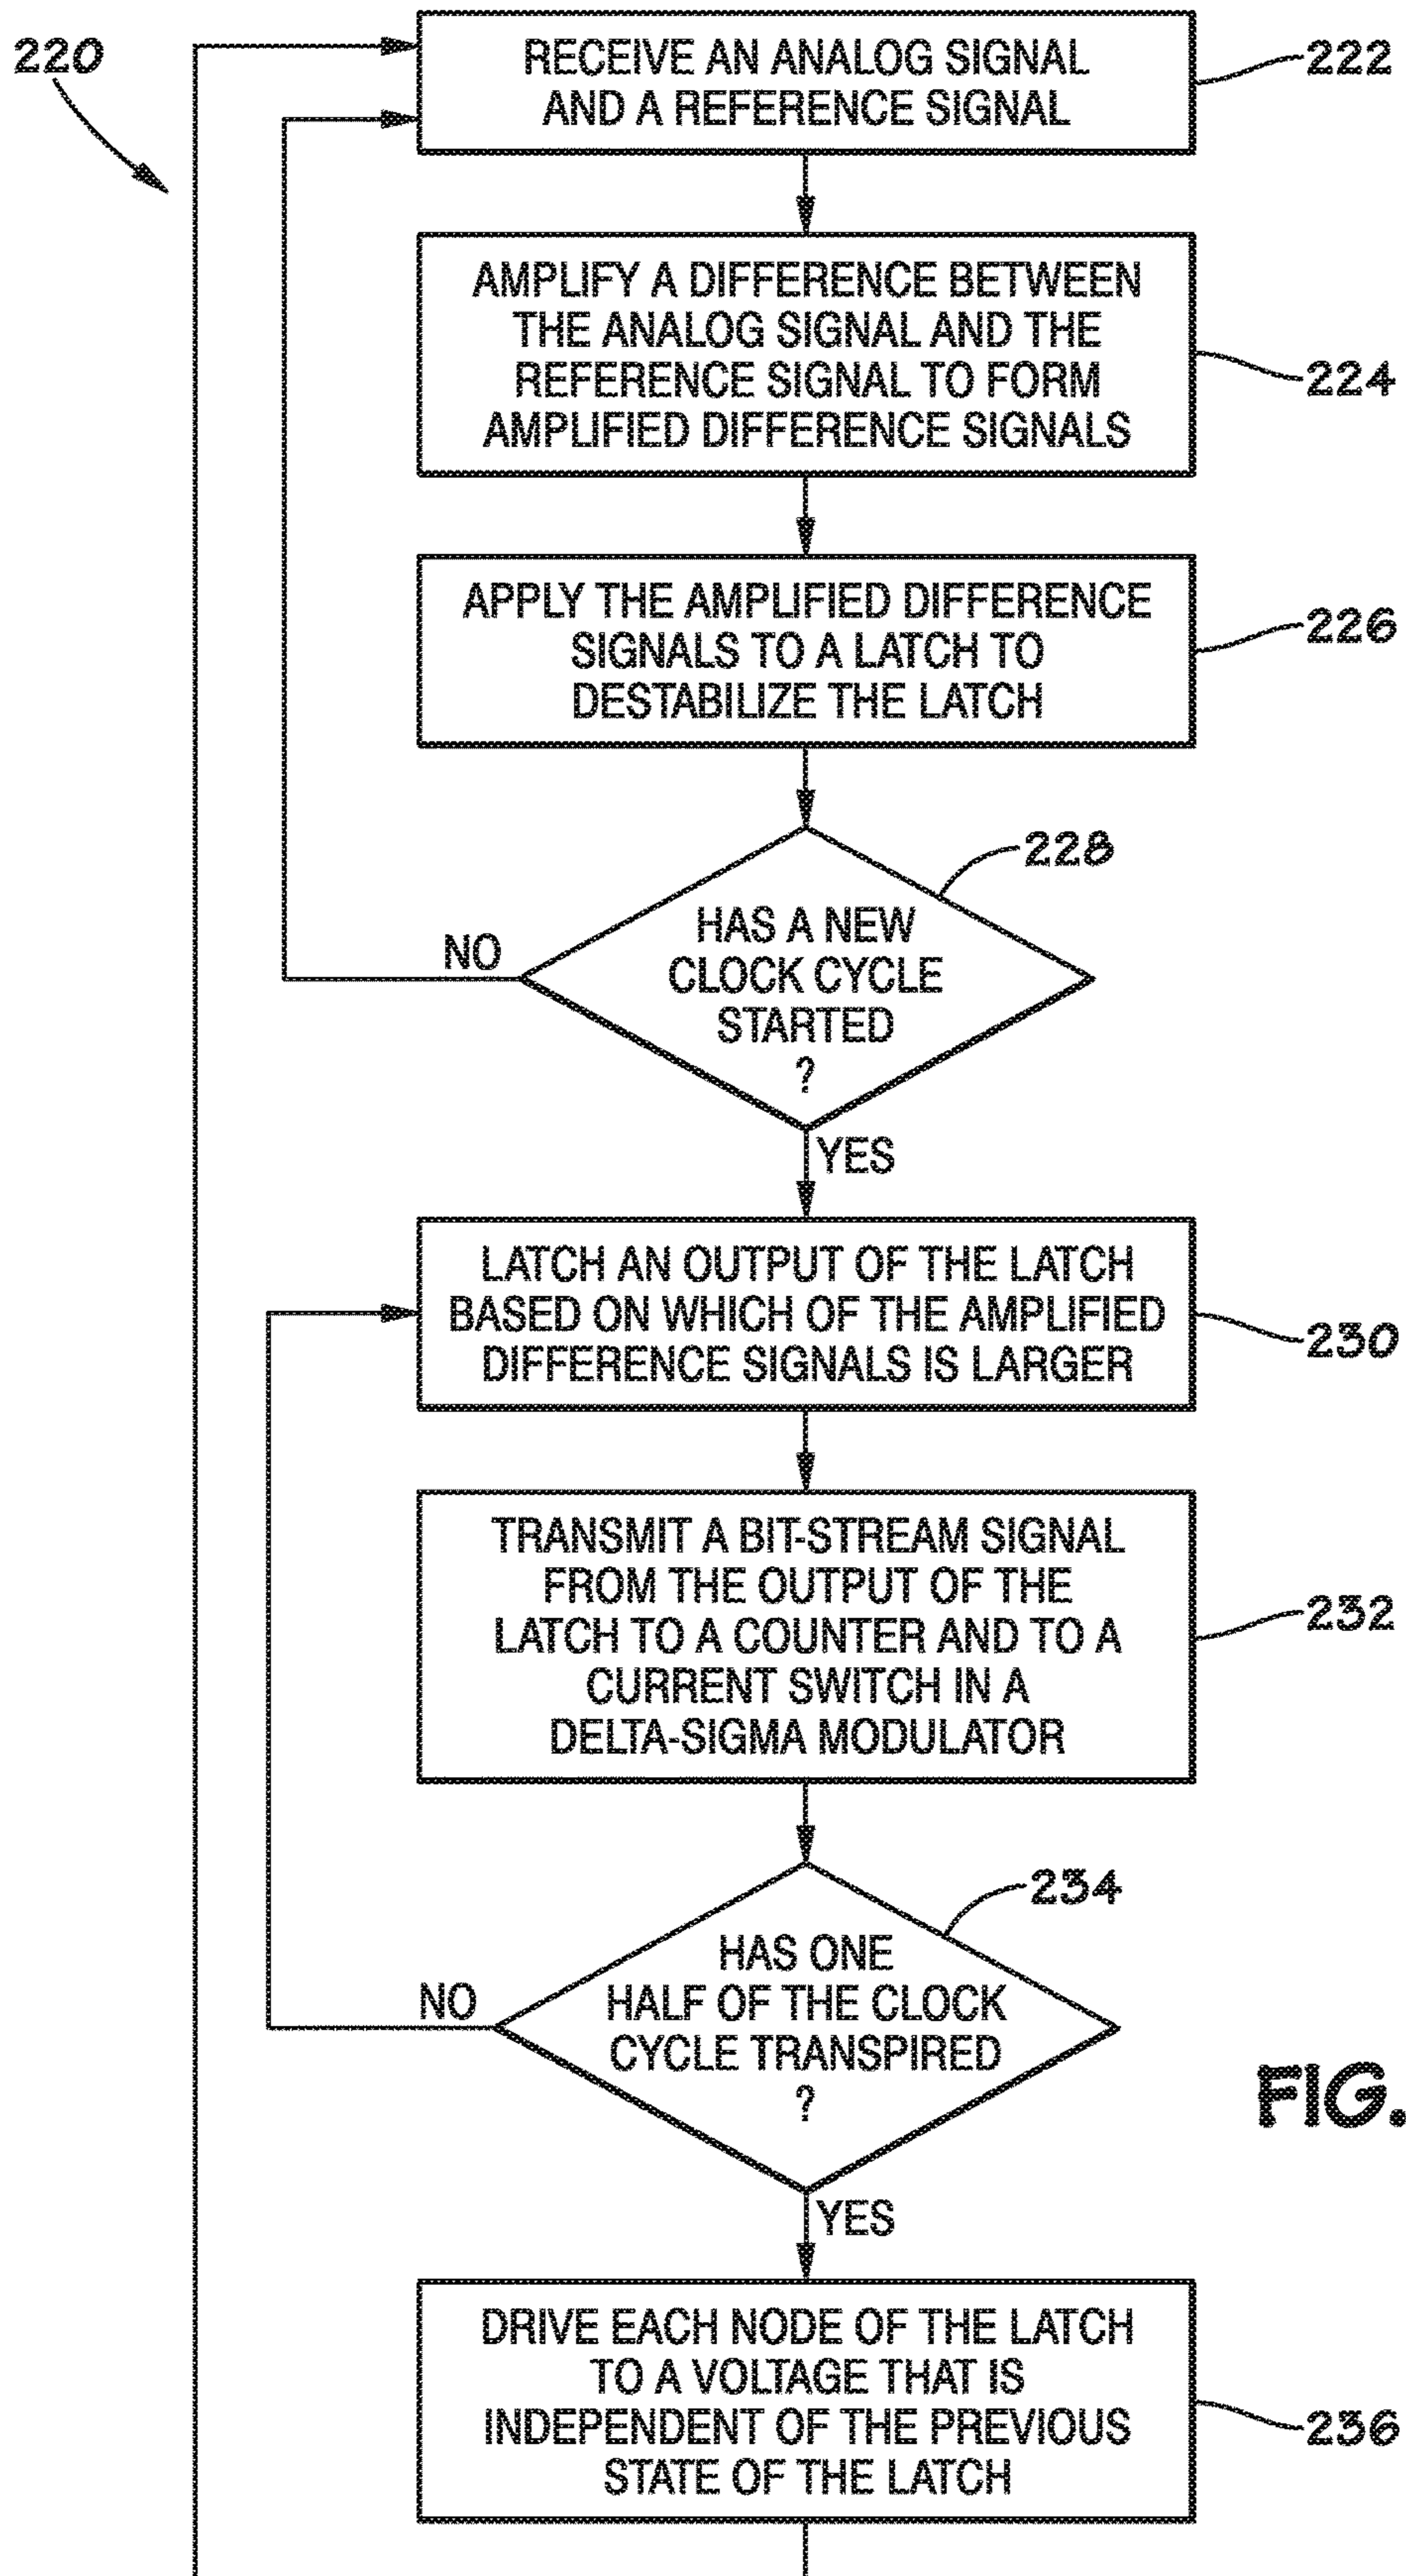 220
RECEIVE AN ANALOG SIGNAL
AND A REFERENCE SIGNAL
222
AMPLIFY A DIFFERENCE BETWEEN
THE ANALOG SIGNAL AND THE
REFERENCE SIGNAL TO FORM
AMPLIFIED DIFFERENCE SIGNALS
224
APPLY THE AMPLIFIED DIFFERENCE
SIGNALS TO A LATCH TO
DESTABILIZE THE LATCH
226
228
HAS A NEW
CLOCK CYCLE
STARTED
?
NO
YES
LATCH AN OUTPUT OF THE LATCH
BASED ON WHICH OF THE AMPLIFIED
DIFFERENCE SIGNALS IS LARGER
230
TRANSMIT A BIT-STREAM SIGNAL
FROM THE OUTPUT OF THE
LATCH TO A COUNTER AND TO A
CURRENT SWITCH IN A
DELTA-SIGMA MODULATOR
232
234
HAS ONE
HALF OF THE CLOCK
CYCLE TRANSPIRED
?
NO
FIG.
YES
DRIVE EACH NODE OF THE LATCH
TO A VOLTAGE THAT IS
INDEPENDENT OF THE PREVIOUS
STATE OF THE LATCH
236